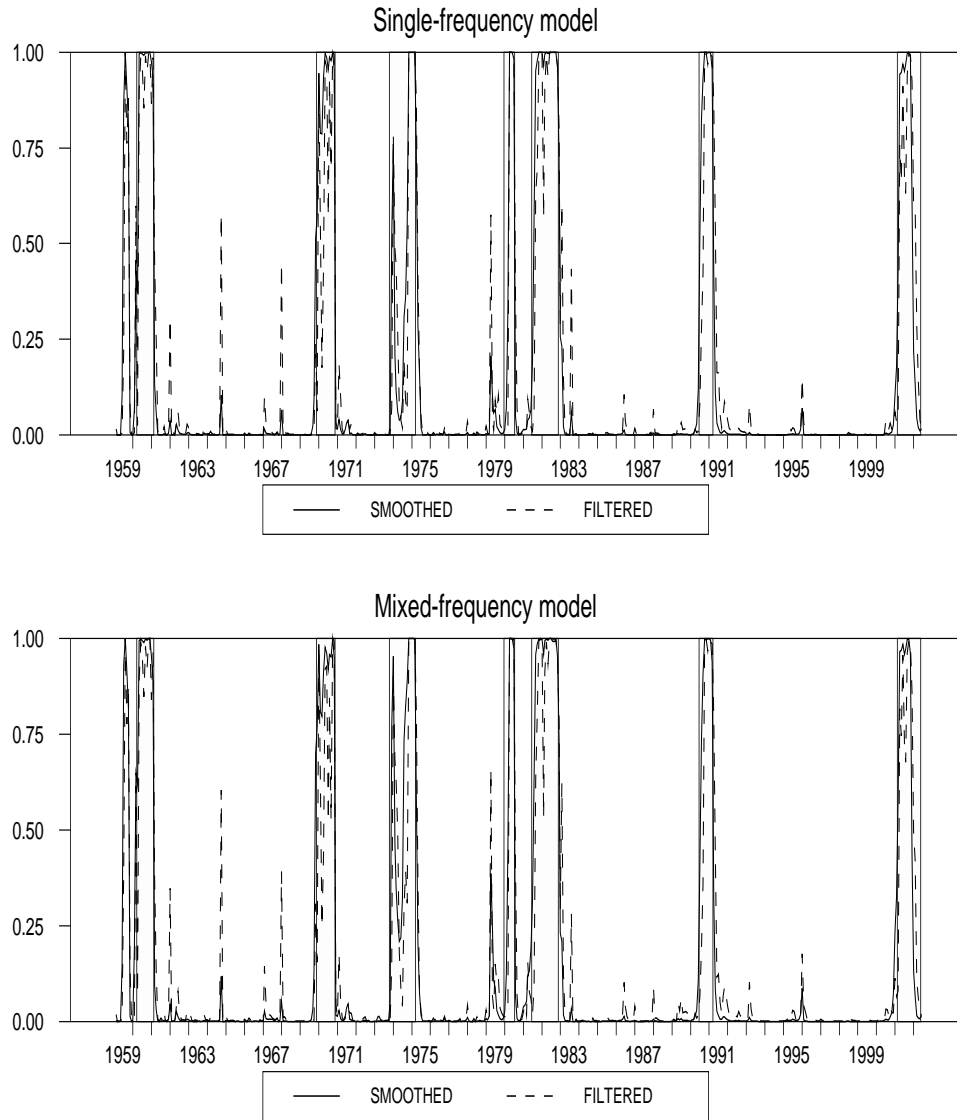 Single-frequency model
1.00
0.75
0.50
0.25
0.00
1959 1963 1967 1971 1975 1979 1983 1987 1991 1995 1999
SMOOTHED FILTERED
Mixed-frequency model
1.00
0.75
0.50
0.25
0.00
1959 1963 1967 1971 1975 1979 1983 1987 1991 1995 1999
SMOOTHED FILTERED